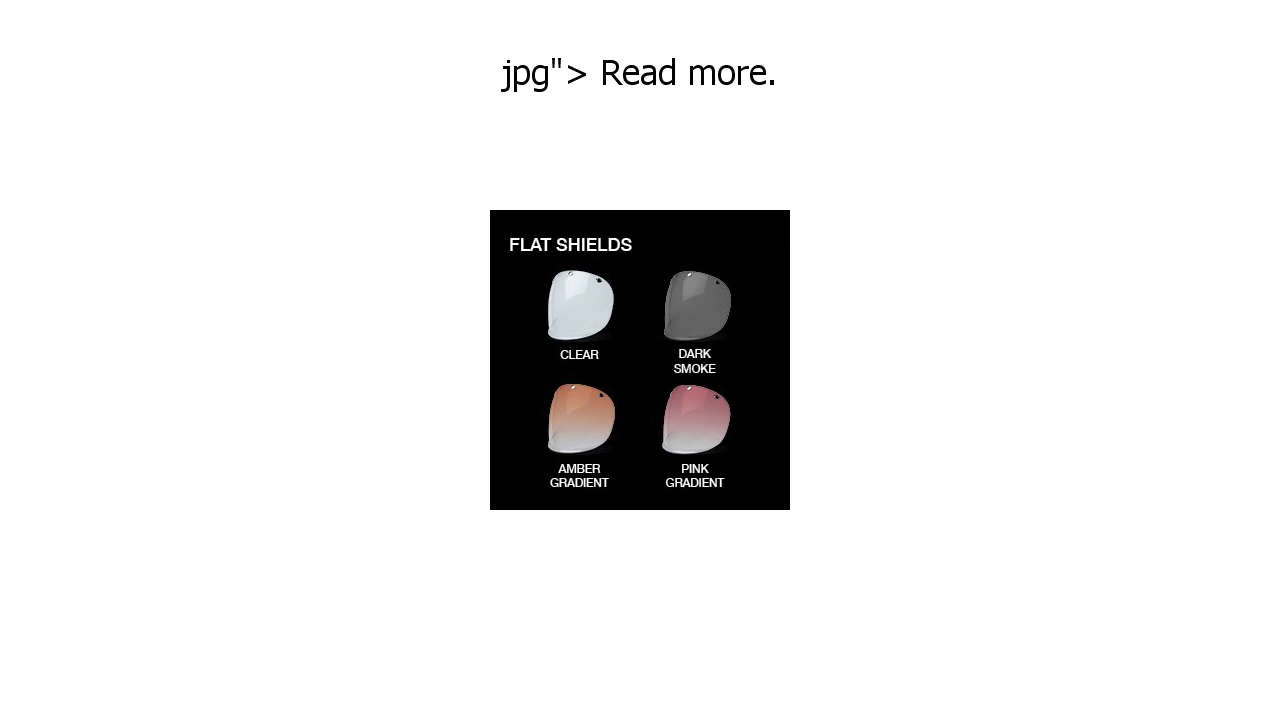 jpg"> Read more.
FLAT SHIELDS
CLEAR
DARK
SMOKE
AMBER
GRADIENT
PINK
GRADIENT